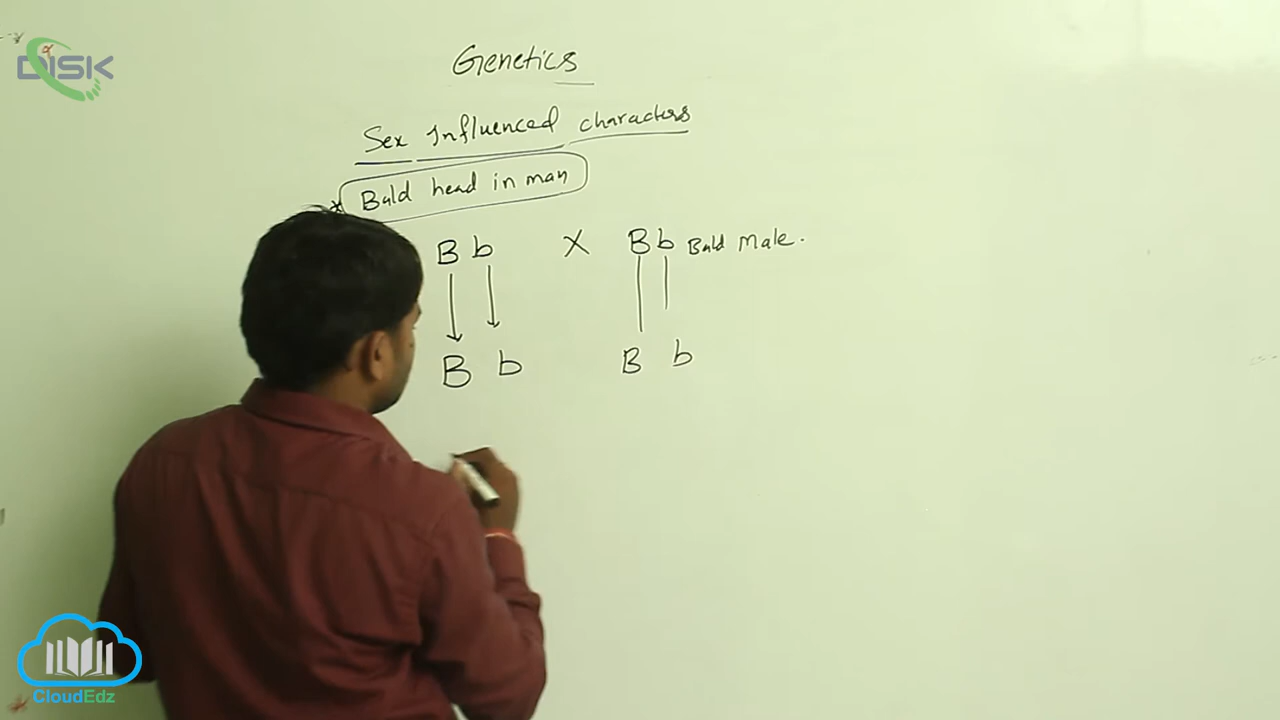 DISK
Genetics
Sex Influenced characters
* Bald head in man
B b X B b Bald Male.
B b B b
CloudEdz